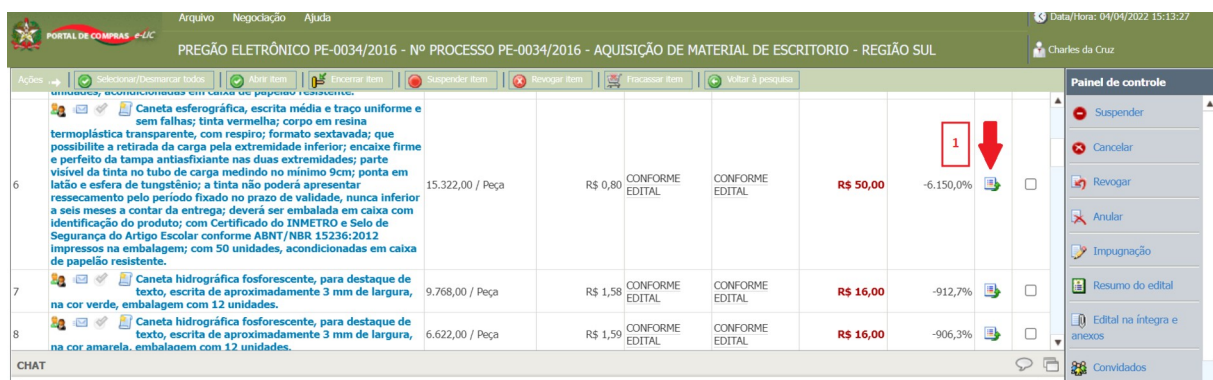 Arquivo Negociação Ajuda
Data/Hora: 04/04/2022 15:13:27
PORTAL DE COMPRAS e-LIC
PREGÃO ELETRÔNICO PE-0034/2016 - Nº PROCESSO PE-0034/2016 - AQUISIÇÃO DE MATERIAL DE ESCRITORIO - REGIÃO SUL
Charles da Cruz
Ações Selecionar/Desmarcar todos Abrir item Encerrar item Suspender item Revogar item Fracassar item Voltar à pesquisa
Painel de controle
unidades, acondicionadas em caixa de papelão resistente.
Caneta esferográfica, escrita média e traço uniforme e
sem falhas; tinta vermelha; corpo em resina
termoplástica transparente, com respiro; formato sextavada; que
possibilite a retirada da carga pela extremidade inferior; encaixe firme
e perfeito da tampa antiasfixiante nas duas extremidades; parte
visível da tinta no tubo de carga medindo no mínimo 9cm; ponta em
latão e esfera de tungstênio; a tinta não poderá apresentar
ressecamento pelo período fixado no prazo de validade, nunca inferior
a seis meses a contar da entrega; deverá ser embalada em caixa com
identificação do produto; com Certificado do INMETRO e Selo de
Segurança do Artigo Escolar conforme ABNT/NBR 15236:2012
impressos na embalagem; com 50 unidades, acondicionadas em caixa
de papelão resistente.
6
15.322,00 / Peça
R$ 0,80
CONFORME
EDITAL
CONFORME
EDITAL
R$ 50,00
-6.150,0%
1
7
Caneta hidrográfica fosforescente, para destaque de
texto, escrita de aproximadamente 3 mm de largura,
na cor verde, embalagem com 12 unidades.
9.768,00 / Peça
R$ 1,58
CONFORME
EDITAL
CONFORME
EDITAL
R$ 16,00
-912,7%
8
Caneta hidrográfica fosforescente, para destaque de
texto, escrita de aproximadamente 3 mm de largura,
na cor amarela, embalagem com 12 unidades.
6.622,00 / Peça
R$ 1,59
CONFORME
EDITAL
CONFORME
EDITAL
R$ 16,00
-906,3%
CHAT
Suspender
Cancelar
Revogar
Anular
Impugnação
Resumo do edital
Edital na íntegra e
anexos
Convidados